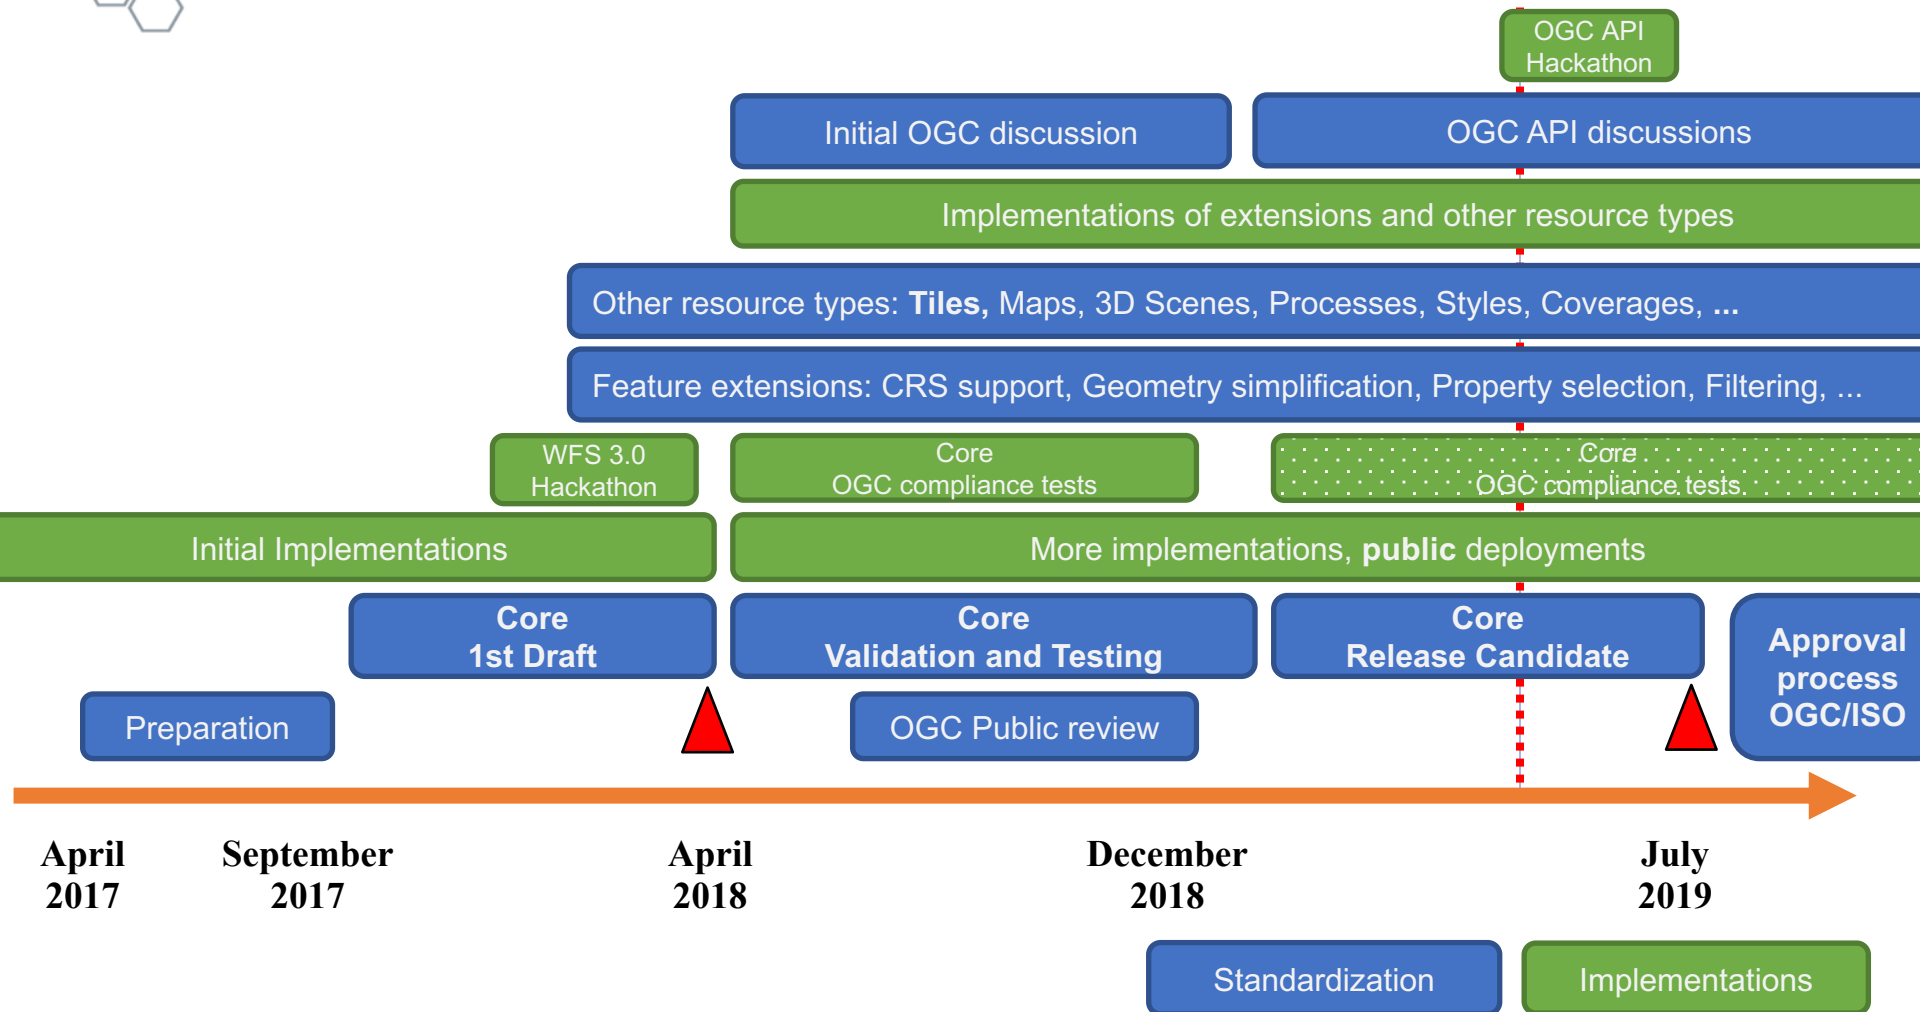 OGC API
Hackathon
Initial OGC discussion
OGC API discussions
Implementations of extensions and other resource types
Other resource types: Tiles, Maps, 3D Scenes, Processes, Styles, Coverages, ...
Feature extensions: CRS support, Geometry simplification, Property selection, Filtering, ...
WFS 3.0
Hackathon
Core
OGC compliance tests
Core
OGC compliance tests
Initial Implementations
More implementations, public deployments
Core
1st Draft
Core
Validation and Testing
Core
Release Candidate
Approval
process
OGC/ISO
Preparation
OGC Public review
April
2017
September
2017
April
2018
December
2018
July
2019
Standardization
Implementations